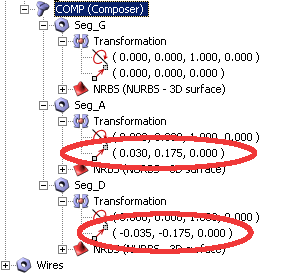 COMP (Composer)
Seg_G
Transformation
(0.000, 0.000, 1.000, 0.000)
(0.000, 0.000, 0.000)
NRBS (NURBS - 3D surface)
Seg_A
Transformation
(0.000, 0.000, 1.000, 0.000)
(0.030, 0.175, 0.000)
NRBS (NURBS - 3D surface)
Seg_D
Transformation
(0.000, 0.000, 1.000, 0.000)
(-0.035, -0.175, 0.000)
NRBS (NURBS - 3D surface)
Wires